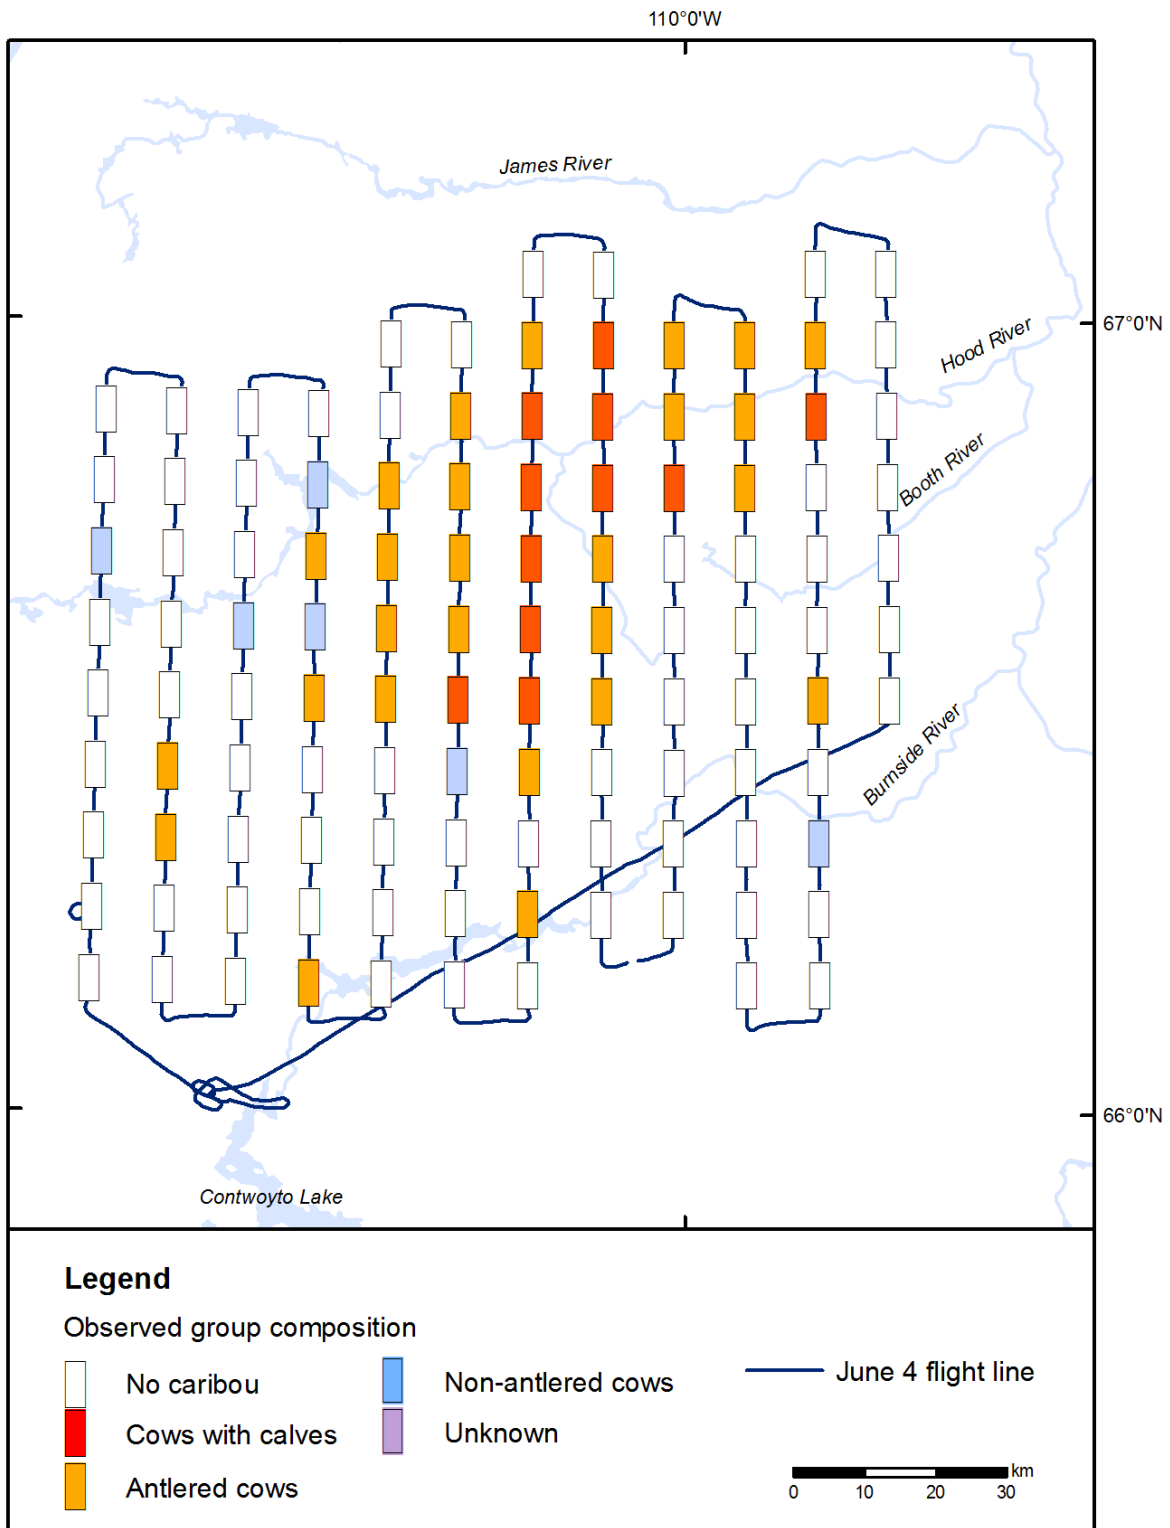 110°0'W
James River
67°0'N
Hood River
Booth River
Burnside River
66°0'N
Contwoyto Lake
Legend
Observed group composition
No caribou
Cows with calves
Antlered cows
Non-antlered cows
Unknown
June 4 flight line
km
0 10 20 30